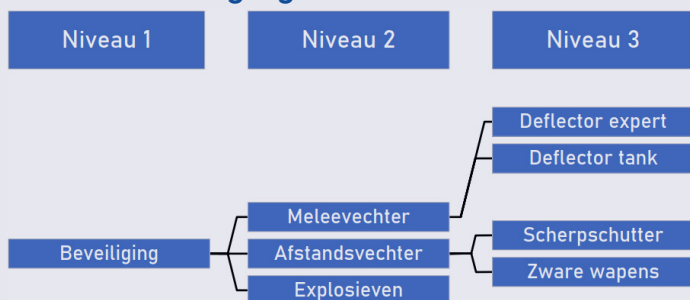 Niveau 1
Niveau 2
Niveau 3
Deflector expert
Deflector tank
Meleevechter
Beveiliging
Afstandsvechter
Scherpschutter
Zware wapens
Explosieven